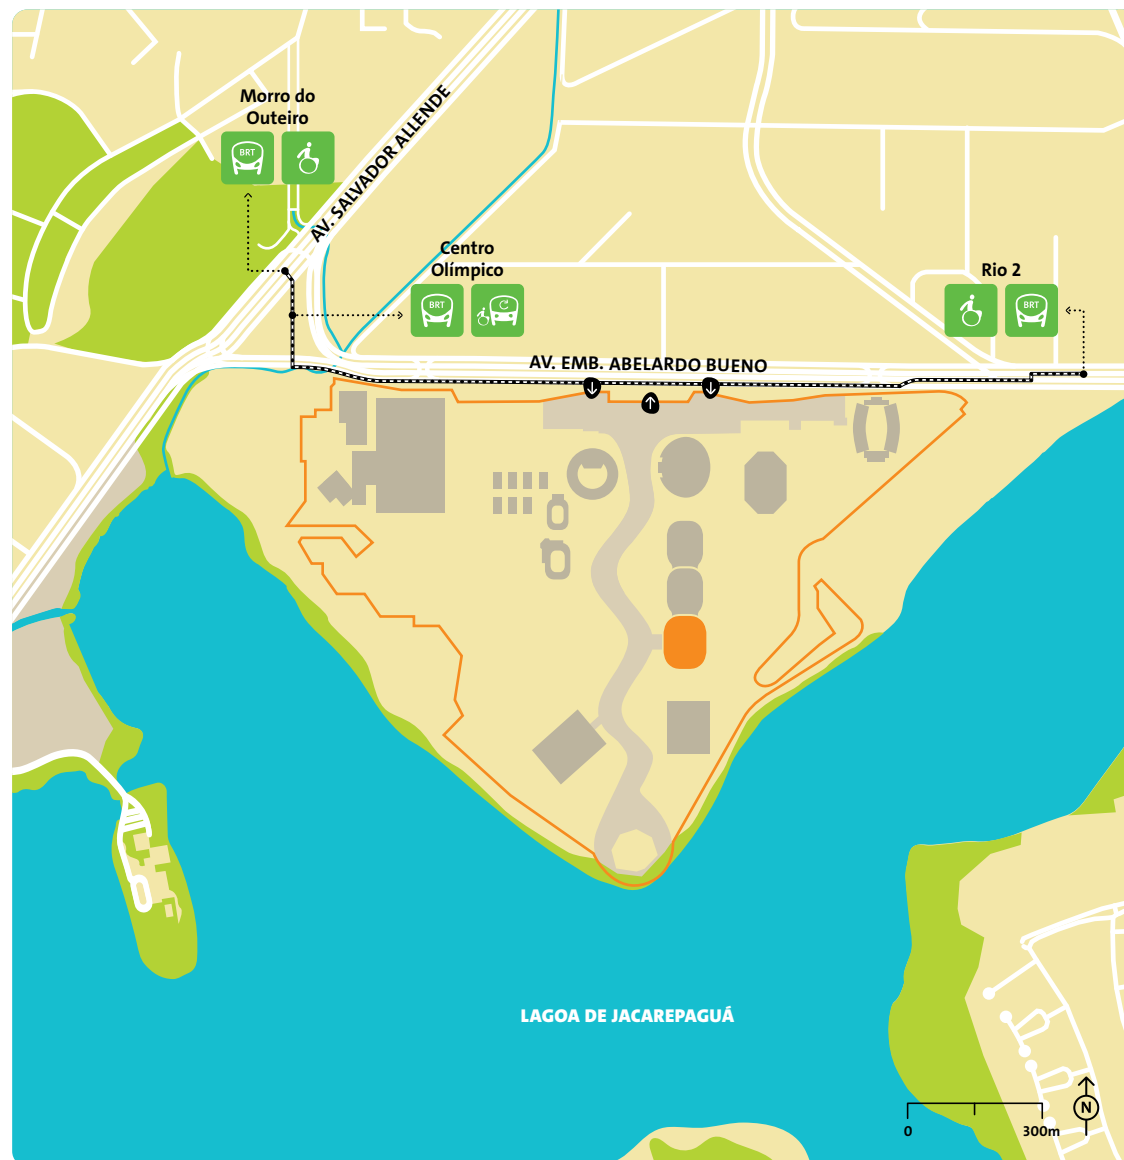 Morro do
Outeiro
BRT
AV. SALVADOR ALLENDE
Centro
Olímpico
BRT
Rio 2
BRT
AV. EMB. ABELARDO BUENO
LAGOA DE JACAREPAGUÁ
N
0
300m